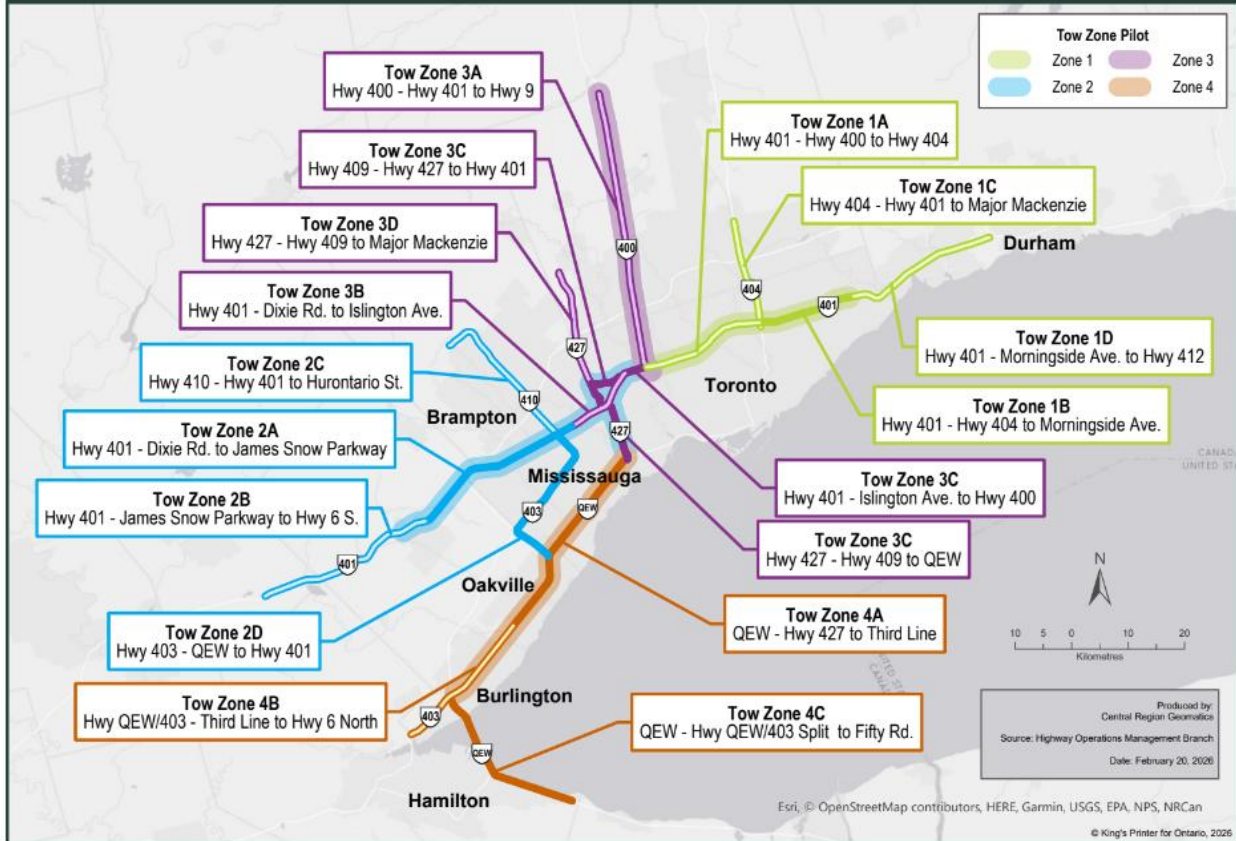 Tow Zone Pilot
Zone 1
Zone 3
Zone 2
Zone 4
Tow Zone 3A
Hwy 400 - Hwy 401 to Hwy 9
Tow Zone 1A
Hwy 401 - Hwy 400 to Hwy 404
Tow Zone 3C
Hwy 409 - Hwy 427 to Hwy 401
Tow Zone 1C
Hwy 404 - Hwy 401 to Major Mackenzie
Tow Zone 3D
Hwy 427 - Hwy 409 to Major Mackenzie
400
Durham
Tow Zone 3B
Hwy 401 - Dixie Rd. to Islington Ave.
404
401
427
Tow Zone 1D
Hwy 401 - Morningside Ave. to Hwy 412
Tow Zone 2C
Hwy 410 - Hwy 401 to Hurontario St.
410
Toronto
Brampton
Tow Zone 1B
Hwy 401 - Hwy 404 to Morningside Ave.
427
Tow Zone 2A
Hwy 401 - Dixie Rd. to James Snow Parkway
CANADA
UNITED STATES
Mississauga
Tow Zone 3C
Hwy 401 - Islington Ave. to Hwy 400
Tow Zone 2B
Hwy 401 - James Snow Parkway to Hwy 6 S.
403
QEW
Tow Zone 3C
Hwy 427 - Hwy 409 to QEW
401
N
Oakville
Tow Zone 4A
QEW - Hwy 427 to Third Line
Tow Zone 2D
Hwy 403 - QEW to Hwy 401
10 5 0 10 20
Kilometres
Tow Zone 4B
Hwy QEW/403 - Third Line to Hwy 6 North
Burlington
403
Tow Zone 4C
QEW - Hwy QEW/403 Split to Fifty Rd.
QEW
Hamilton
Produced by:
Central Region Geomatics
Source: Highway Operations Management Branch
Date: February 20, 2026
Esri, © OpenStreetMap contributors, HERE, Garmin, USGS, EPA, NPS, NRCan
© King's Printer for Ontario, 2026